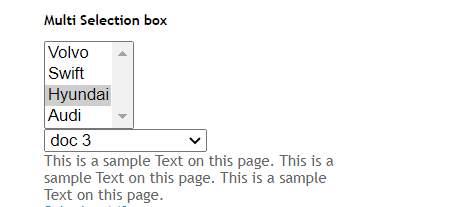 Multi Selection box
Volvo
Swift
Hyundai
Audi
doc 3
This is a sample Text on this page. This is a
sample Text on this page. This is a sample
Text on this page.